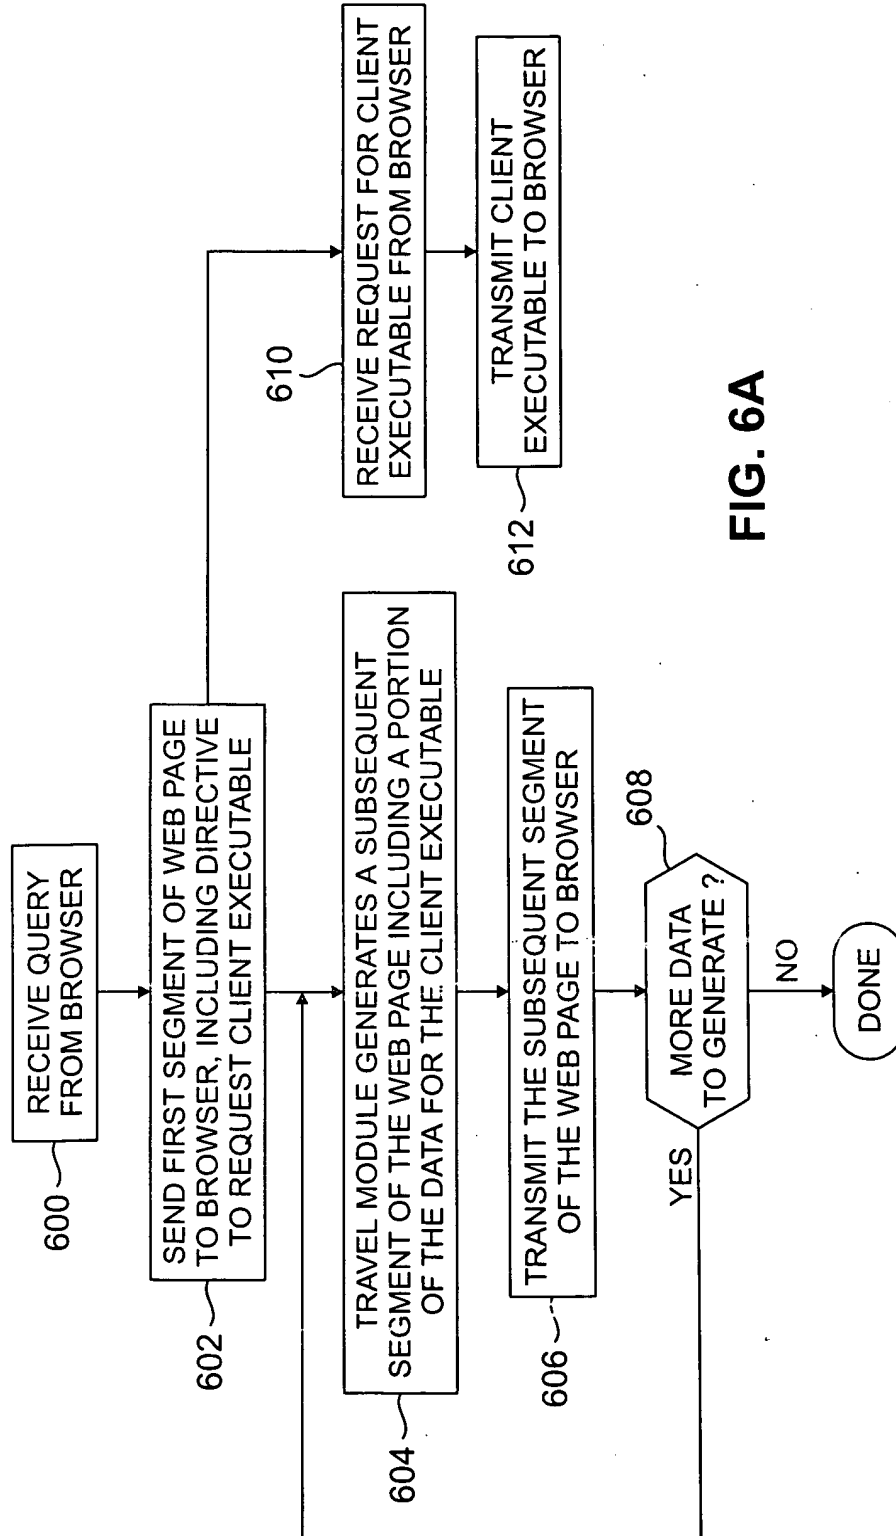 600
RECEIVE QUERY
FROM BROWSER
602
SEND FIRST SEGMENT OF WEB PAGE
TO BROWSER, INCLUDING DIRECTIVE
TO REQUEST CLIENT EXECUTABLE
604
TRAVEL MODULE GENERATES A SUBSEQUENT
SEGMENT OF THE WEB PAGE INCLUDING A PORTION
OF THE DATA FOR THE CLIENT EXECUTABLE
606
TRANSMIT THE SUBSEQUENT SEGMENT
OF THE WEB PAGE TO BROWSER
608
MORE DATA
TO GENERATE ?
YES
NO
DONE
610
RECEIVE REQUEST FOR CLIENT
EXECUTABLE FROM BROWSER
612
TRANSMIT CLIENT
EXECUTABLE TO BROWSER
FIG. 6A